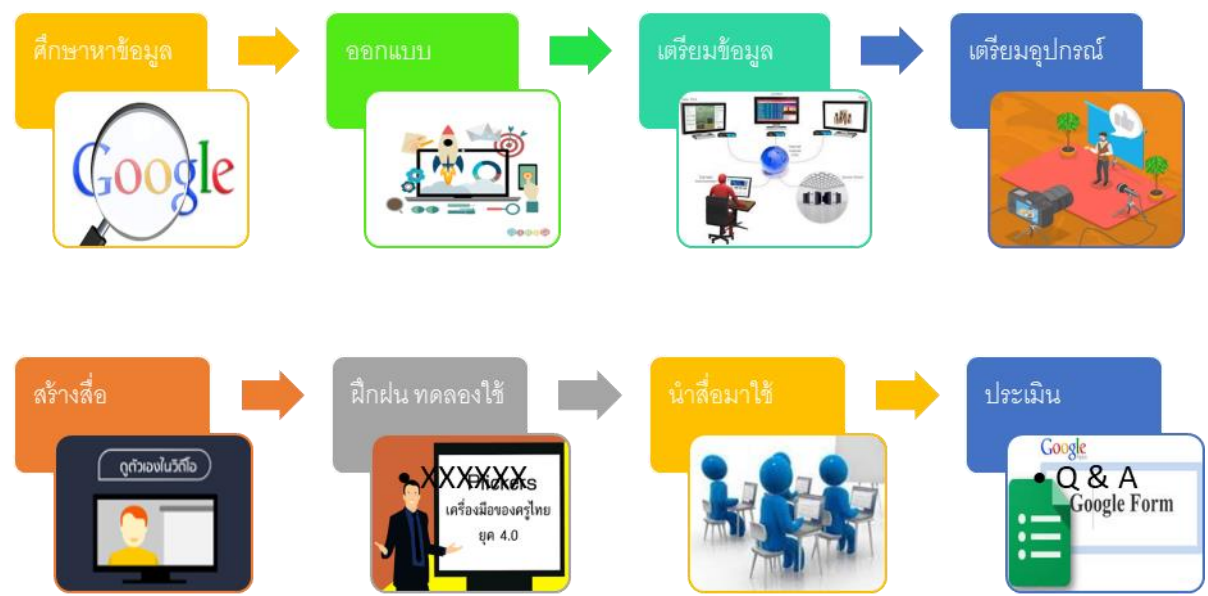 ศึกษาหาข้อมูล
ออกแบบ
เตรียมข้อมูล
เตรียมอุปกรณ์
Google
สร้างสื่อ
ฝึกฝน ทดลองใช้
นำสื่อมาใช้
ประเมิน
ดูตัวเองในวิดีโอ
• XXXXXX
Plickers
เครื่องมือของครูไทย
ยุค 4.0
Google
• Q & A
Google Form